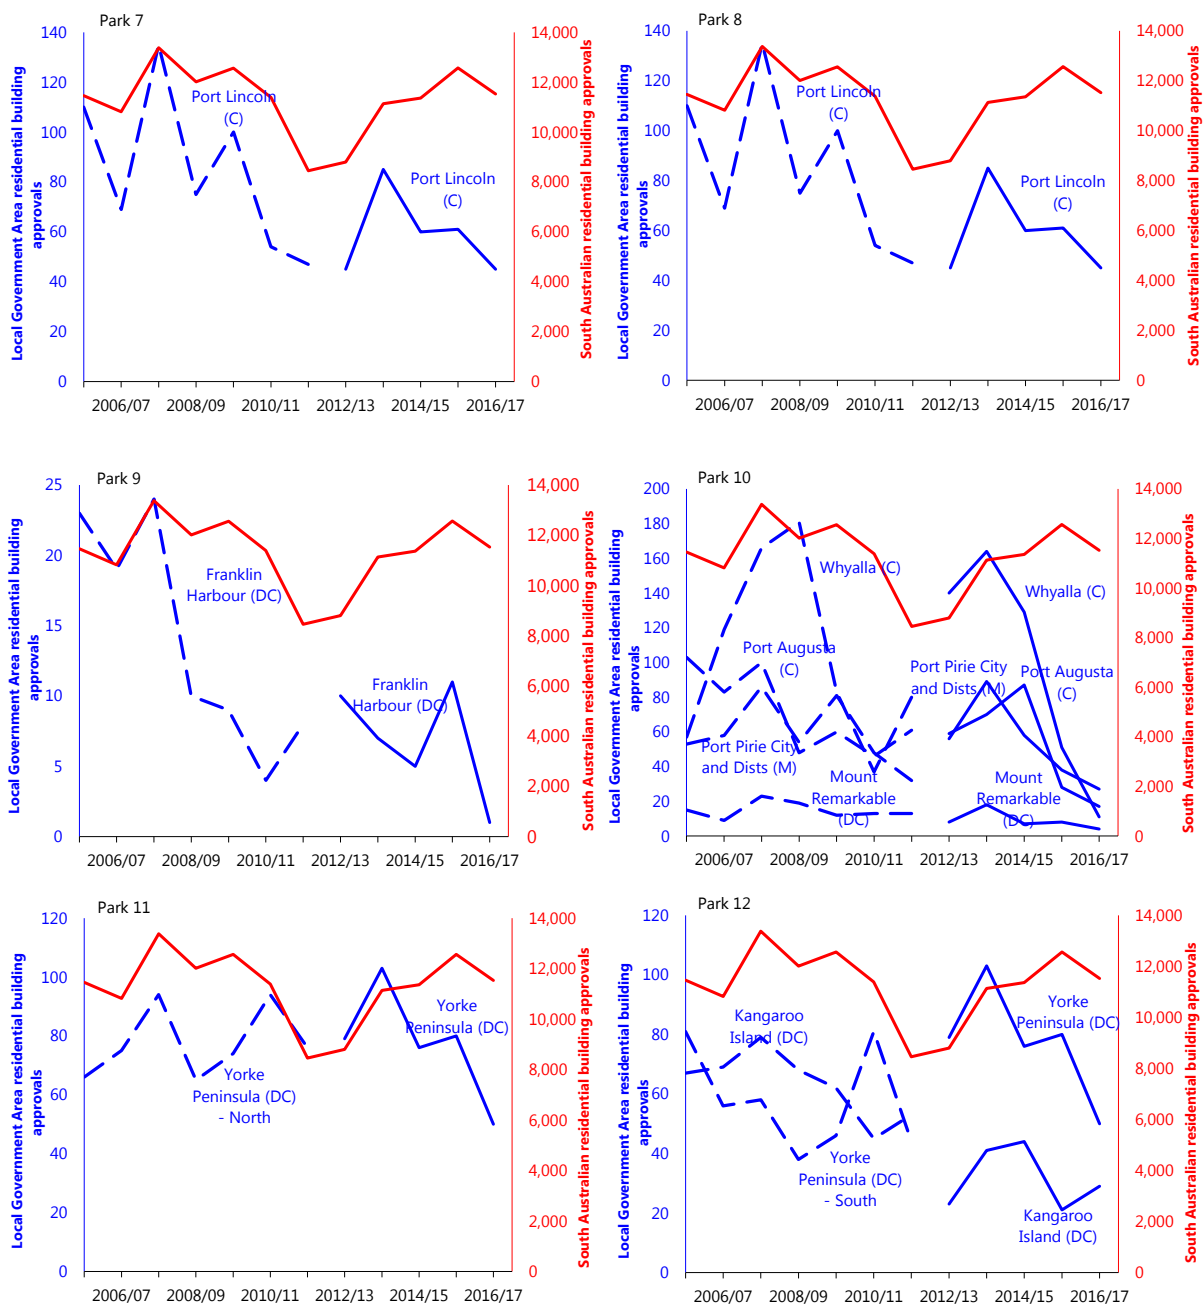 Park 7
Local Government Area residential building
approvals
140
120
100
80
60
40
20
0
Port Lincoln
(C)
Port Lincoln
(C)
14,000
12,000
10,000
8,000
6,000
4,000
2,000
0
South Australian residential building approvals
2006/07 2008/09 2010/11 2012/13 2014/15 2016/17
Park 8
Local Government Area residential building
approvals
140
120
100
80
60
40
20
0
Port Lincoln
(C)
Port Lincoln
(C)
14,000
12,000
10,000
8,000
6,000
4,000
2,000
0
South Australian residential building approvals
2006/07 2008/09 2010/11 2012/13 2014/15 2016/17
Park 9
Local Government Area residential building
approvals
25
20
15
10
5
0
Franklin
Harbour (DC)
Franklin
Harbour (DC)
14,000
12,000
10,000
8,000
6,000
4,000
2,000
0
South Australian residential building approvals
2006/07 2008/09 2010/11 2012/13 2014/15 2016/17
Park 10
Local Government Area residential building
approvals
200
180
160
140
120
100
80
60
40
20
0
Whyalla (C)
Whyalla (C)
Port Augusta
(C)
Port Pirie City
and Dists (M)
Port Augusta
(C)
Port Pirie City
and Dists (M)
Mount
Remarkable
(DC)
Mount
Remarkable
(DC)
14,000
12,000
10,000
8,000
6,000
4,000
2,000
0
South Australian residential building approvals
2006/07 2008/09 2010/11 2012/13 2014/15 2016/17
Park 11
Local Government Area residential building
approvals
120
100
80
60
40
20
0
Yorke
Peninsula (DC)
Yorke
Peninsula (DC)
- North
14,000
12,000
10,000
8,000
6,000
4,000
2,000
0
South Australian residential building approvals
2006/07 2008/09 2010/11 2012/13 2014/15 2016/17
Park 12
Local Government Area residential building
approvals
120
100
80
60
40
20
0
Kangaroo
Island (DC)
Yorke
Peninsula (DC)
Yorke
Peninsula (DC)
- South
Kangaroo
Island (DC)
14,000
12,000
10,000
8,000
6,000
4,000
2,000
0
South Australian residential building approvals
2006/07 2008/09 2010/11 2012/13 2014/15 2016/17